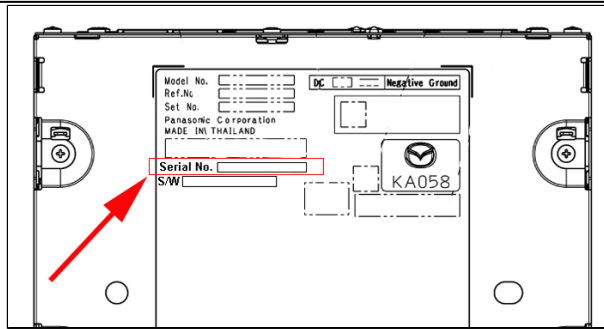 Model No.
DC Negative Ground
Ref.No
Set No.
Panasonic Corporation
MADE IN THAILAND
Serial No.
S/W
KA058